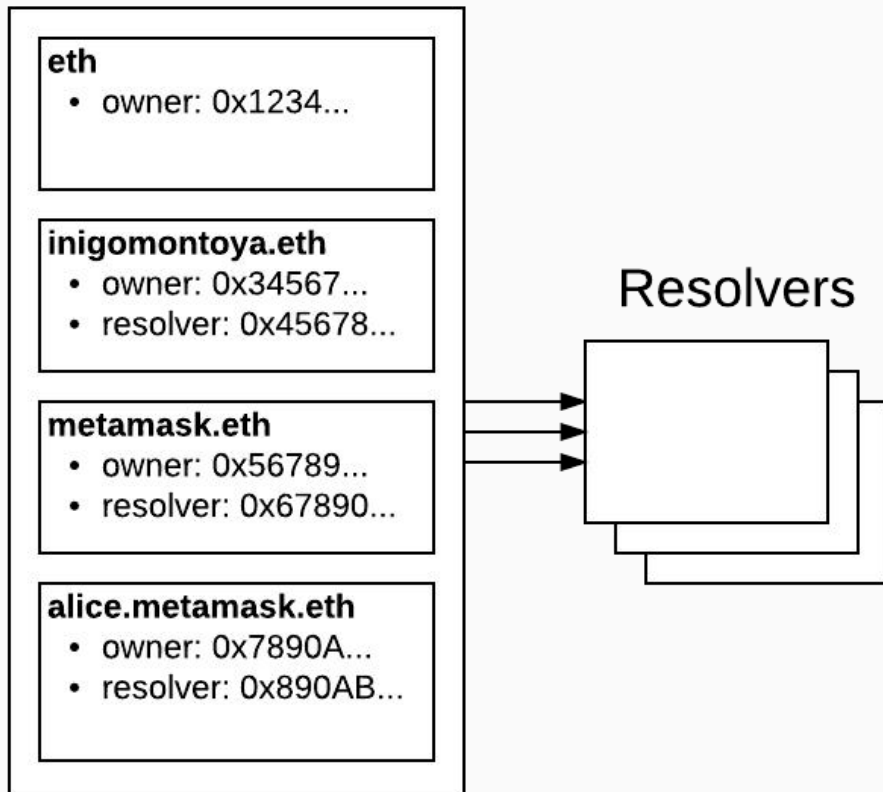 eth
• owner: 0x1234...
inigomontoya.eth
• owner: 0x34567...
• resolver: 0x45678...
metamask.eth
• owner: 0x56789...
• resolver: 0x67890...
alice.metamask.eth
• owner: 0x7890A...
• resolver: 0x890AB...
Resolvers